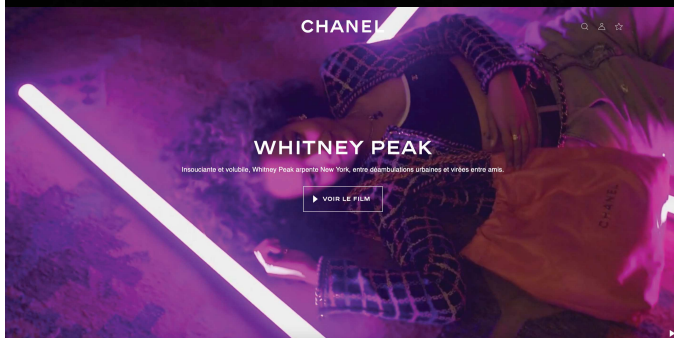 CHANEL
WHITNEY PEAK
Insouciante et volubile, Whitney Peak arpente New York, entre déambulations urbaines et virées entre amis.
VOIR LE FILM
CHANEL